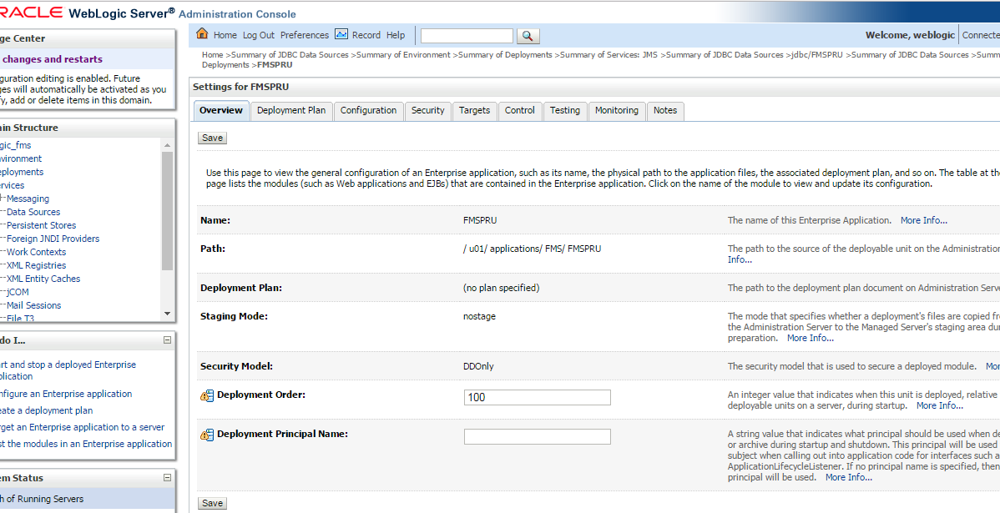 RACLE WebLogic Server® Administration Console
ge Center
changes and restarts
guration editing is enabled. Future
ges will automatically be activated as you
fy, add or delete items in this domain.
in Structure
gic_fms
vironment
eployments
rvices
Messaging
Data Sources
Persistent Stores
Foreign JNDI Providers
Work Contexts
XML Registries
XML Entity Caches
jCOM
Mail Sessions
File T3
do I...
rt and stop a deployed Enterprise
plication
nfigure an Enterprise application
eate a deployment plan
rget an Enterprise application to a server
st the modules in an Enterprise application
em Status
h of Running Servers
Home Log Out Preferences Record Help
Welcome, weblogic Connecte
Home >Summary of JDBC Data Sources >Summary of Environment >Summary of Deployments >Summary of Services: JMS >Summary of JDBC Data Sources >jdbc/FMSPRU >Summary of JDBC Data Sources >Summ
Deployments >FMSPRU
Settings for FMSPRU
Overview Deployment Plan Configuration Security Targets Control Testing Monitoring Notes
Save
Use this page to view the general configuration of an Enterprise application, such as its name, the physical path to the application files, the associated deployment plan, and so on. The table at the
page lists the modules (such as Web applications and EJBs) that are contained in the Enterprise application. Click on the name of the module to view and update its configuration.
Name: FMSPRU The name of this Enterprise Application. More Info...
Path: / u01/ applications/ FMS/ FMSPRU The path to the source of the deployable unit on the Administration
Info...
Deployment Plan: (no plan specified) The path to the deployment plan document on Administration Serve
Staging Mode: nostage The mode that specifies whether a deployment's files are copied fr
the Administration Server to the Managed Server's staging area du
preparation. More Info...
Security Model: DDOnly The security model that is used to secure a deployed module. Mor
Deployment Order: 100 An integer value that indicates when this unit is deployed, relative
deployable units on a server, during startup. More Info...
Deployment Principal Name: A string value that indicates what principal should be used when de
or archive during startup and shutdown. This principal will be used
subject when calling out into application code for interfaces such a
ApplicationLifecycleListener. If no principal name is specified, then
principal will be used. More Info...
Save